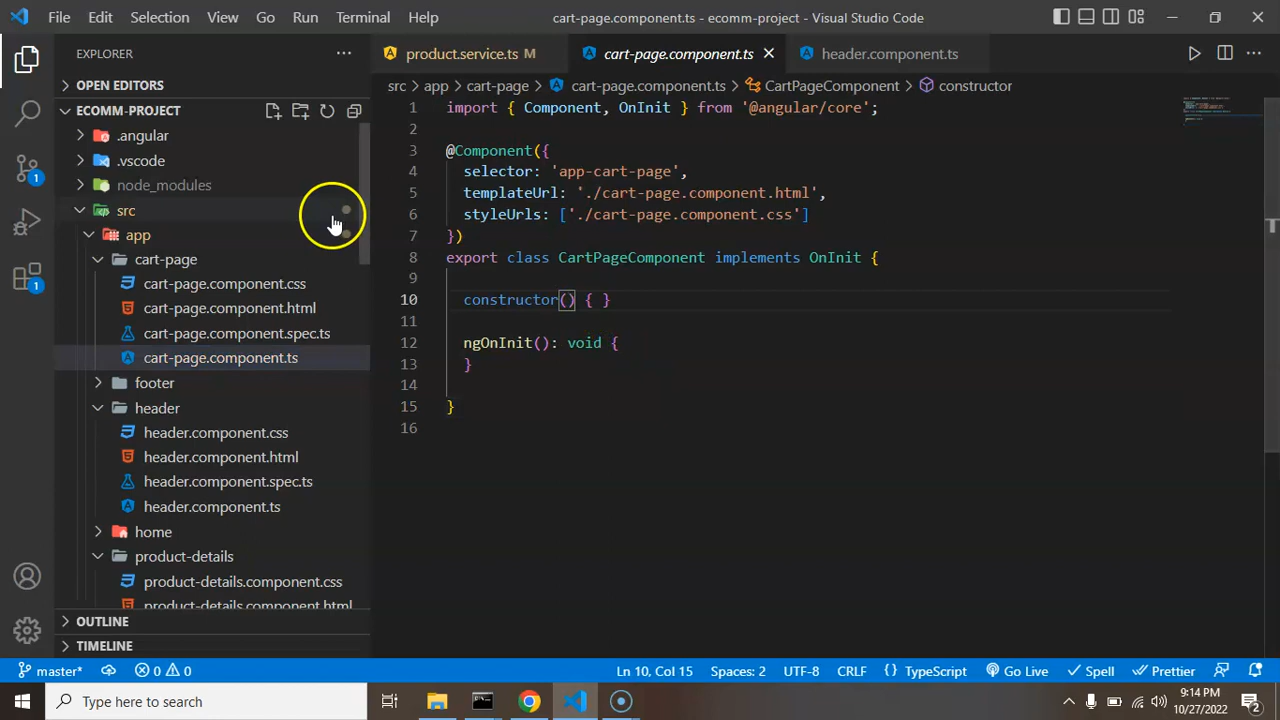 File Edit Selection View Go Run Terminal Help
cart-page.component.ts - ecomm-project - Visual Studio Code
EXPLORER
OPEN EDITORS
ECOMM-PROJECT
.angular
.vscode
node_modules
src
app
cart-page
cart-page.component.css
cart-page.component.html
cart-page.component.spec.ts
cart-page.component.ts
footer
header
header.component.css
header.component.html
header.component.spec.ts
header.component.ts
home
product-details
product-details.component.css
product-details.component.html
OUTLINE
TIMELINE
1
1
product.service.ts M
cart-page.component.ts
header.component.ts
src > app > cart-page > cart-page.component.ts > CartPageComponent > constructor
1 import { Component, OnInit } from '@angular/core';
2
3 @Component({
4 selector: 'app-cart-page',
5 templateUrl: './cart-page.component.html',
6 styleUrls: ['./cart-page.component.css']
7 })
8 export class CartPageComponent implements OnInit {
9
10 constructor() { }
11
12 ngOnInit(): void {
13 }
14
15 }
16
master* 0 0 Ln 10, Col 15 Spaces: 2 UTF-8 CRLF { } TypeScript Go Live Spell Prettier
Type here to search
9:14 PM
10/27/2022
2